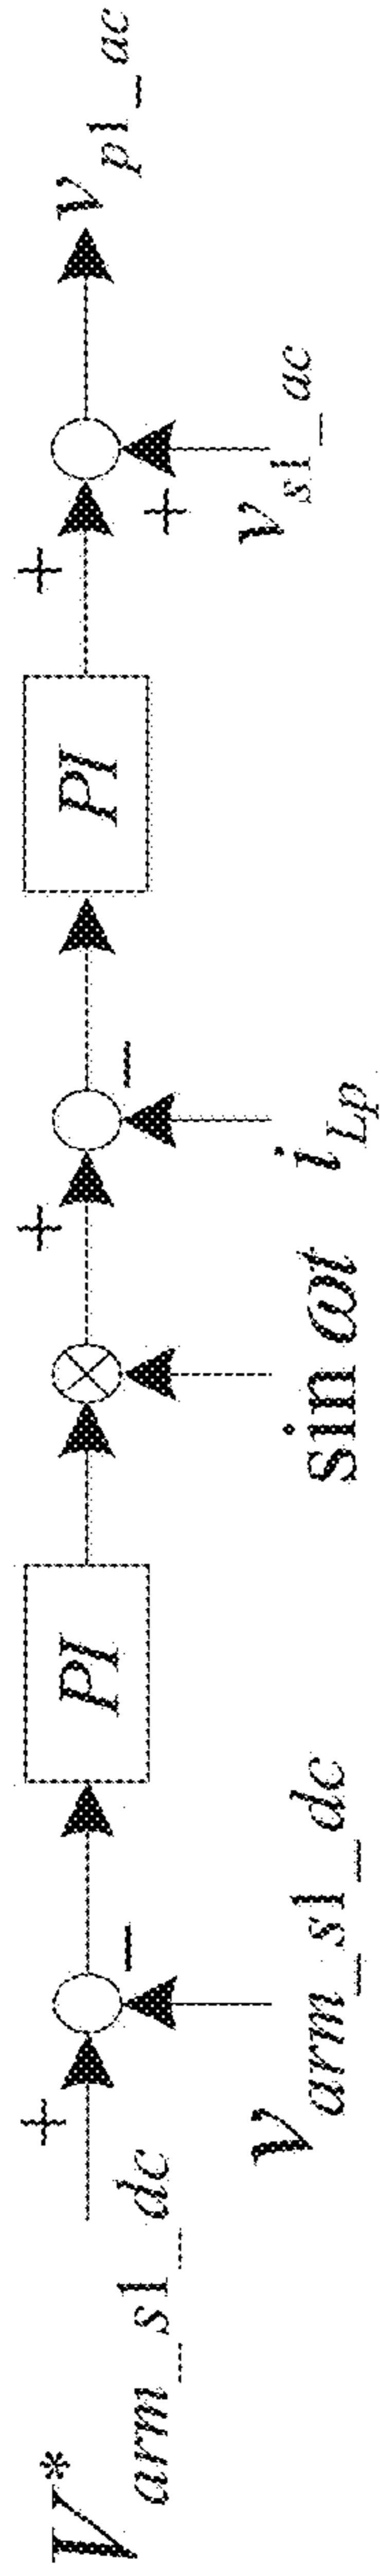 V*arm_s1_dc
+
−
varm_s1_dc
PI
sin ωt
+
−
iLp
PI
+
+
vs1_ac
vp1_ac